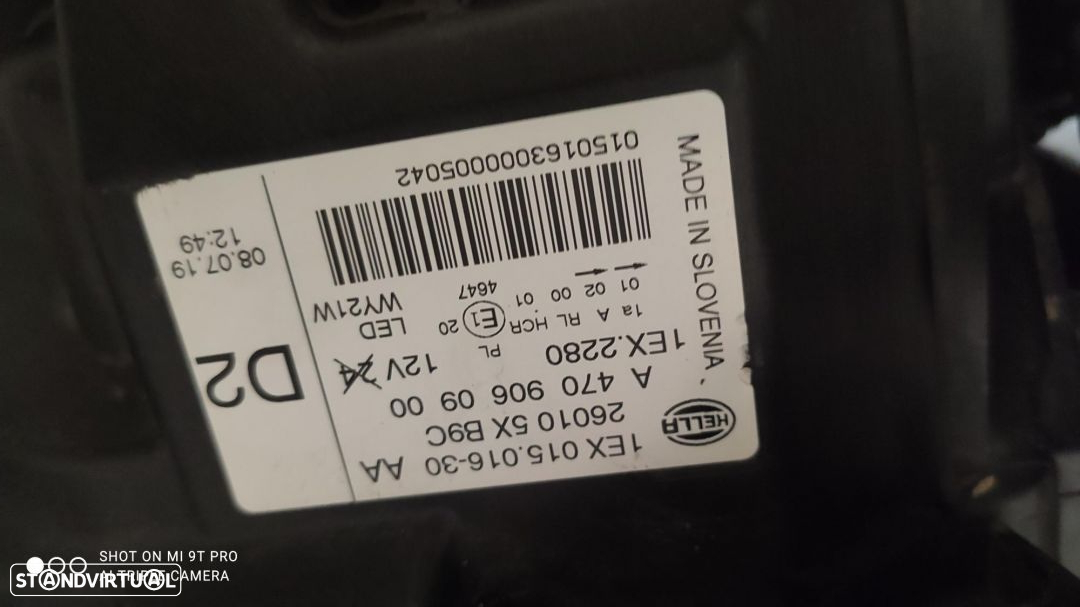 1EX 015.016-30 AA
26010 5X B9C
A 470 906 09 00
1EX.2280
12V 24
PL
1a A RL HCR E1 20
LED
01 02 00 01
4647
WY21W
0150163000005042
HELLA
MADE IN SLOVENIA
D2
08.07.19
12:49
SHOT ON MI 9T PRO
AI TRIPLE CAMERA
STANDVIRTUAL